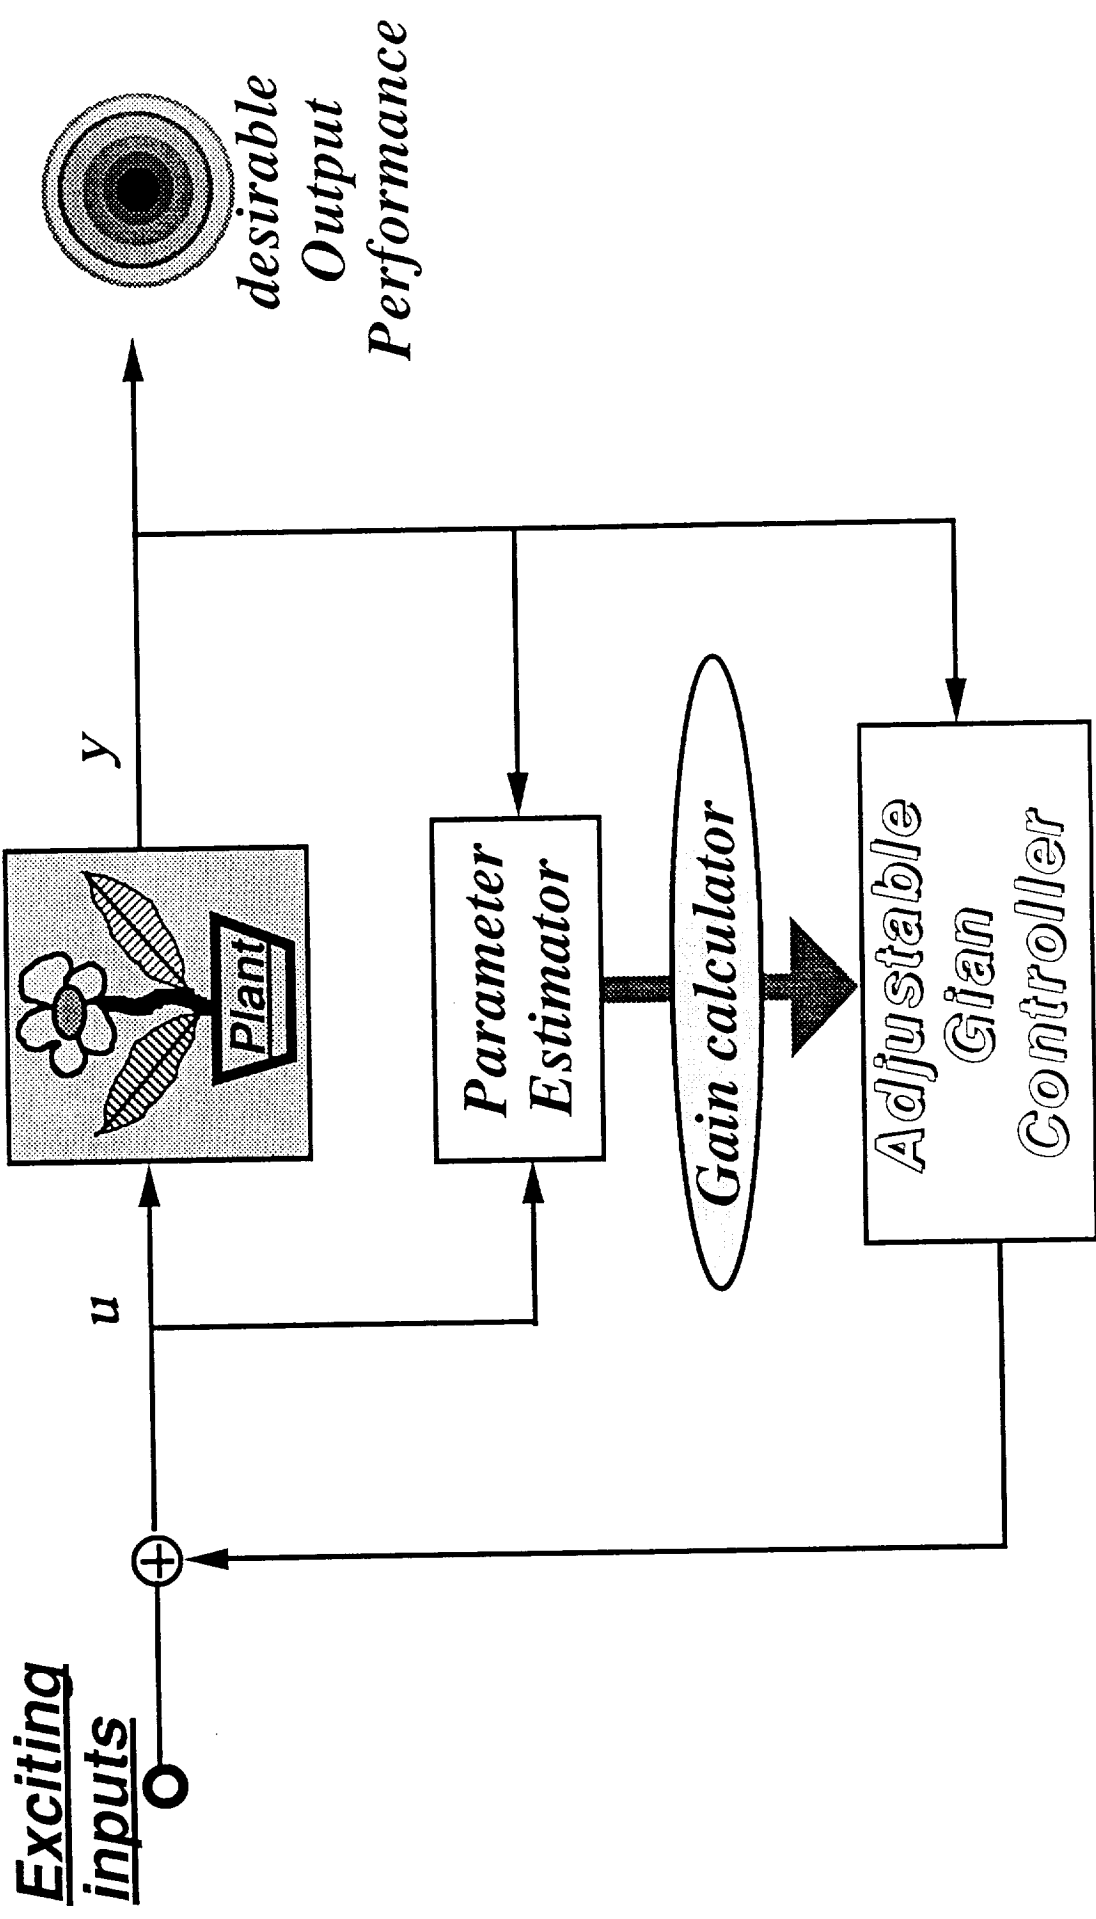 Exciting
inputs
+
u
Plant
y
desirable
Output
Performance
Parameter
Estimator
Gain calculator
Adjustable
Gian
Controller